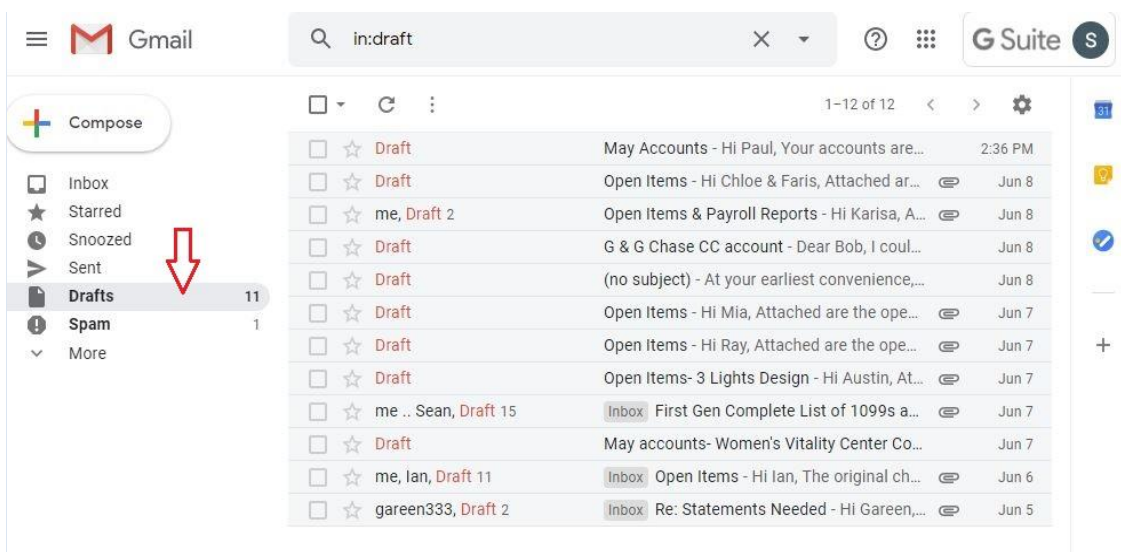 Gmail
in:draft
G Suite S
Compose
1–12 of 12
31
Inbox
Starred
Snoozed
Sent
Drafts 11
Spam 1
More
Draft May Accounts - Hi Paul, Your accounts are... 2:36 PM
Draft Open Items - Hi Chloe & Faris, Attached ar... Jun 8
me, Draft 2 Open Items & Payroll Reports - Hi Karisa, A... Jun 8
Draft G & G Chase CC account - Dear Bob, I coul... Jun 8
Draft (no subject) - At your earliest convenience,... Jun 8
Draft Open Items - Hi Mia, Attached are the ope... Jun 7
Draft Open Items - Hi Ray, Attached are the ope... Jun 7
Draft Open Items- 3 Lights Design - Hi Austin, At... Jun 7
me .. Sean, Draft 15 Inbox First Gen Complete List of 1099s a... Jun 7
Draft May accounts- Women's Vitality Center Co... Jun 7
me, Ian, Draft 11 Inbox Open Items - Hi Ian, The original ch... Jun 6
gareen333, Draft 2 Inbox Re: Statements Needed - Hi Gareen,... Jun 5